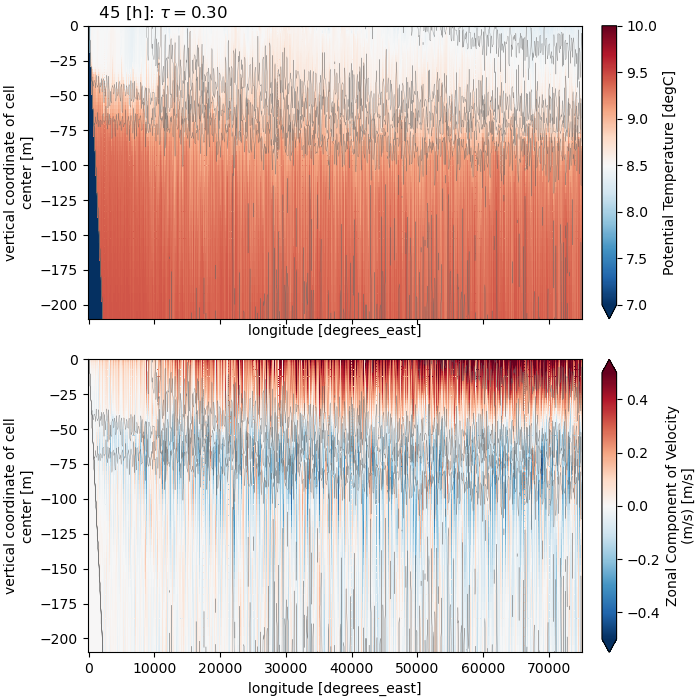 45 [h]: τ = 0.30
0
−25
−50
−75
−100
−125
−150
−175
−200
vertical coordinate of cell
center [m]
longitude [degrees_east]
10.0
9.5
9.0
8.5
8.0
7.5
7.0
Potential Temperature [degC]
0
−25
−50
−75
−100
−125
−150
−175
−200
vertical coordinate of cell
center [m]
0 10000 20000 30000 40000 50000 60000 70000
longitude [degrees_east]
0.4
0.2
0.0
−0.2
−0.4
Zonal Component of Velocity
(m/s) [m/s]